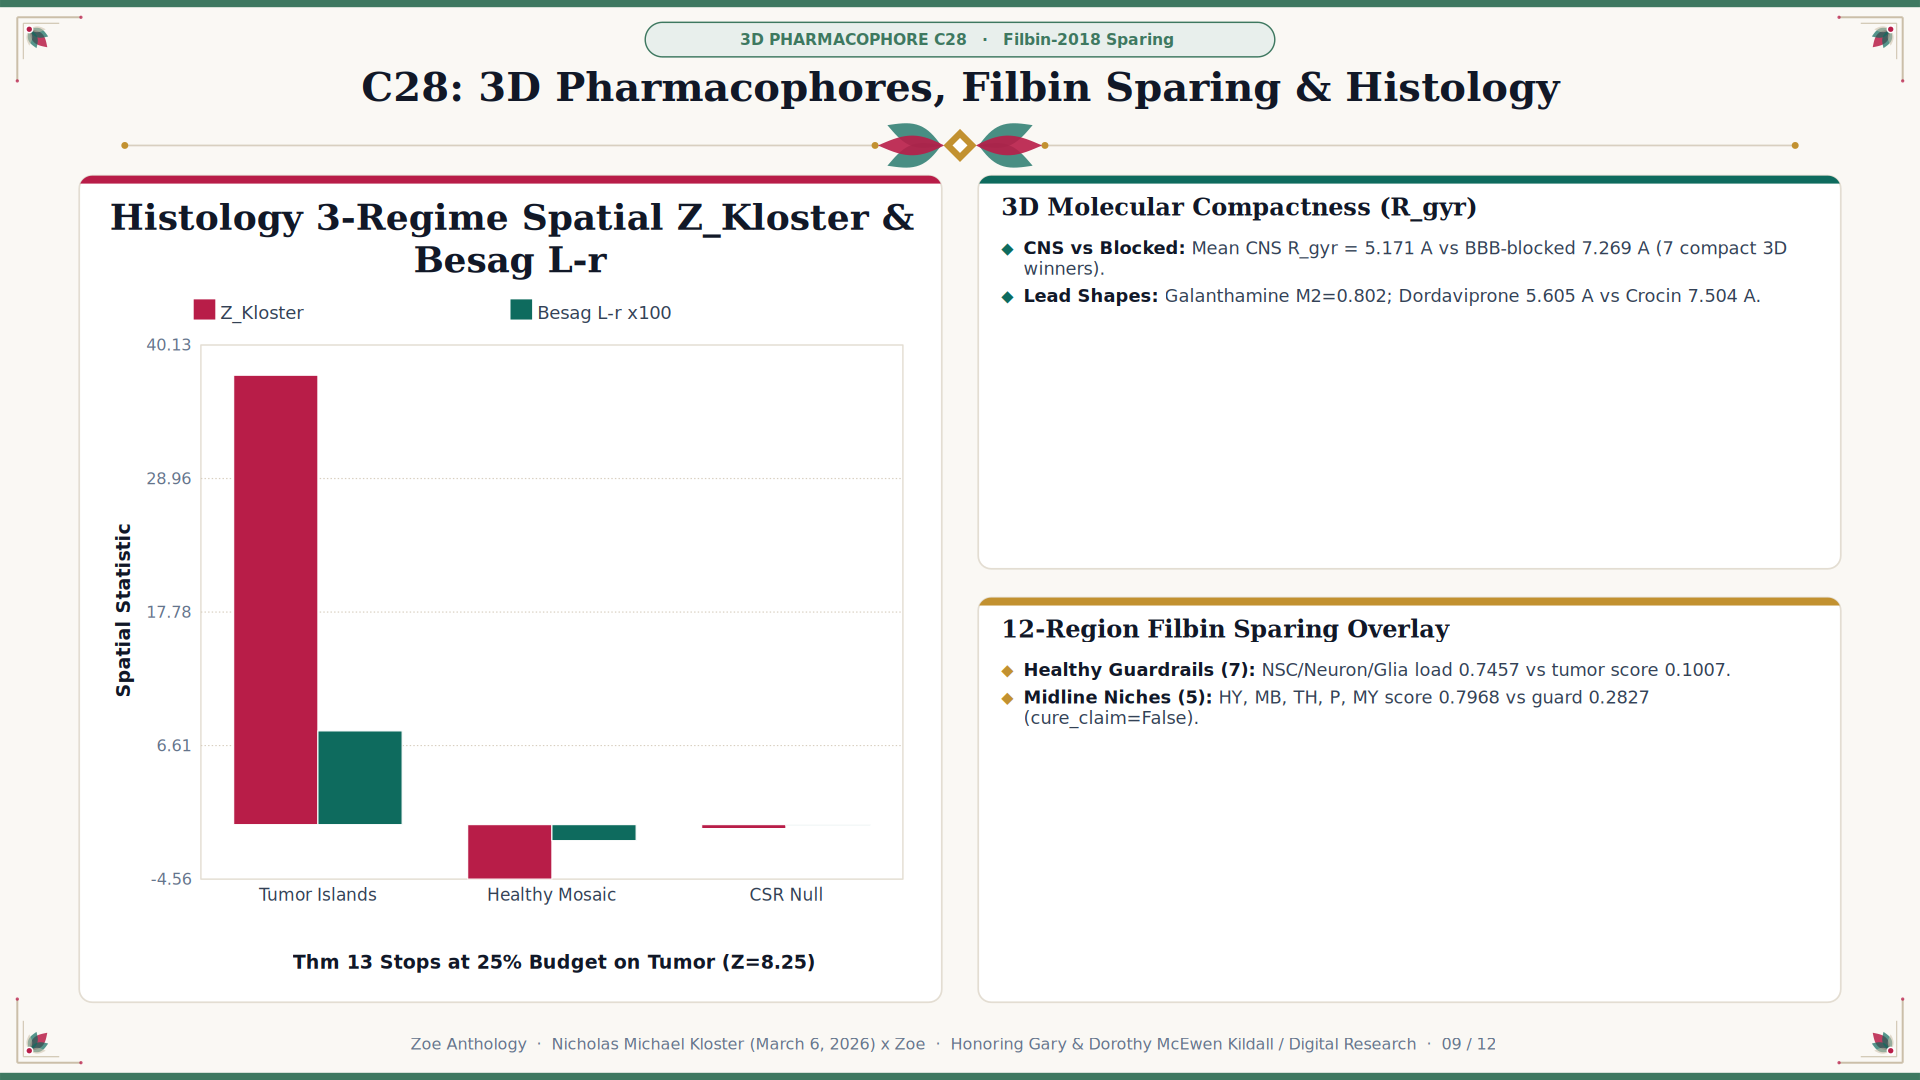 3D PHARMACOPHORE C28 · Filbin-2018 Sparing
C28: 3D Pharmacophores, Filbin Sparing & Histology
Histology 3-Regime Spatial Z_Kloster &
Besag L-r
Z_Kloster
Besag L-r x100
40.13
28.96
17.78
6.61
-4.56
Spatial Statistic
Tumor Islands
Healthy Mosaic
CSR Null
Thm 13 Stops at 25% Budget on Tumor (Z=8.25)
3D Molecular Compactness (R_gyr)
◆ CNS vs Blocked: Mean CNS R_gyr = 5.171 A vs BBB-blocked 7.269 A (7 compact 3D
winners).
◆ Lead Shapes: Galanthamine M2=0.802; Dordaviprone 5.605 A vs Crocin 7.504 A.
12-Region Filbin Sparing Overlay
◆ Healthy Guardrails (7): NSC/Neuron/Glia load 0.7457 vs tumor score 0.1007.
◆ Midline Niches (5): HY, MB, TH, P, MY score 0.7968 vs guard 0.2827
(cure_claim=False).
Zoe Anthology · Nicholas Michael Kloster (March 6, 2026) x Zoe · Honoring Gary & Dorothy McEwen Kildall / Digital Research · 09 / 12